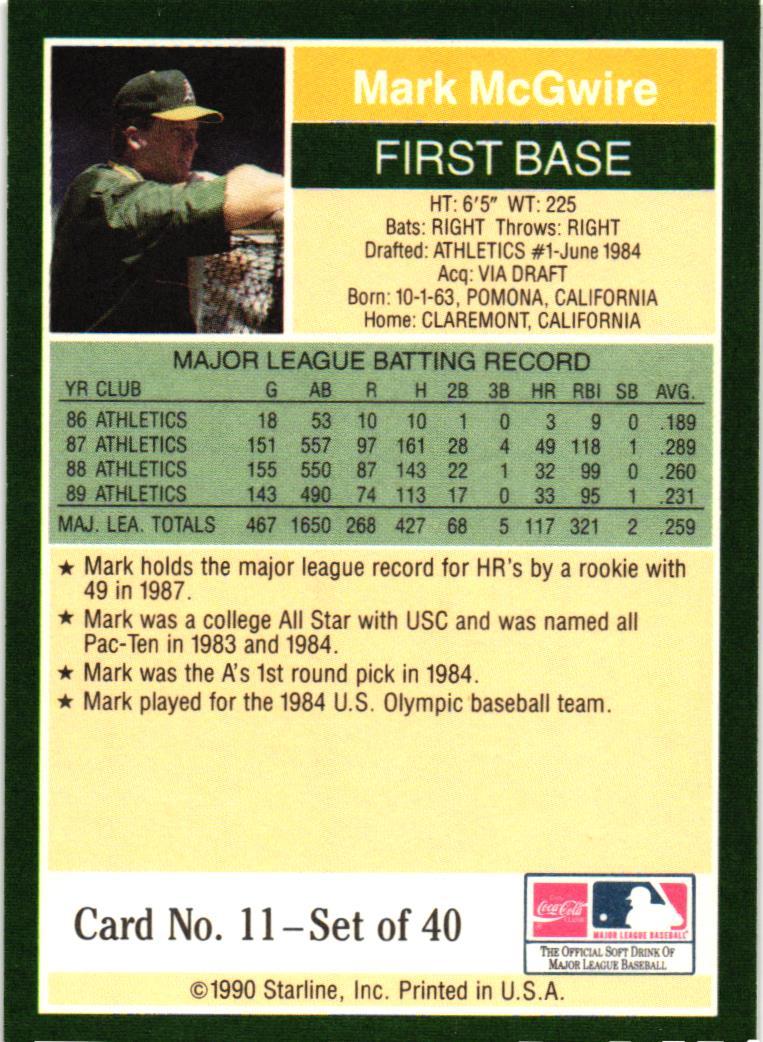 Mark McGwire
FIRST BASE
HT: 6'5" WT: 225
Bats: RIGHT Throws: RIGHT
Drafted: ATHLETICS #1-June 1984
Acq: VIA DRAFT
Born: 10-1-63, POMONA, CALIFORNIA
Home: CLAREMONT, CALIFORNIA
MAJOR LEAGUE BATTING RECORD
YR CLUB G AB R H 2B 3B HR RBI SB AVG.
86 ATHLETICS 18 53 10 10 1 0 3 9 0 .189
87 ATHLETICS 151 557 97 161 28 4 49 118 1 .289
88 ATHLETICS 155 550 87 143 22 1 32 99 0 .260
89 ATHLETICS 143 490 74 113 17 0 33 95 1 .231
MAJ. LEA. TOTALS 467 1650 268 427 68 5 117 321 2 .259
★ Mark holds the major league record for HR's by a rookie with
49 in 1987.
★ Mark was a college All Star with USC and was named all
Pac-Ten in 1983 and 1984.
★ Mark was the A's 1st round pick in 1984.
★ Mark played for the 1984 U.S. Olympic baseball team.
Card No. 11–Set of 40
Coca-Cola
MAJOR LEAGUE BASEBALL
THE OFFICIAL SOFT DRINK OF
MAJOR LEAGUE BASEBALL
©1990 Starline, Inc. Printed in U.S.A.